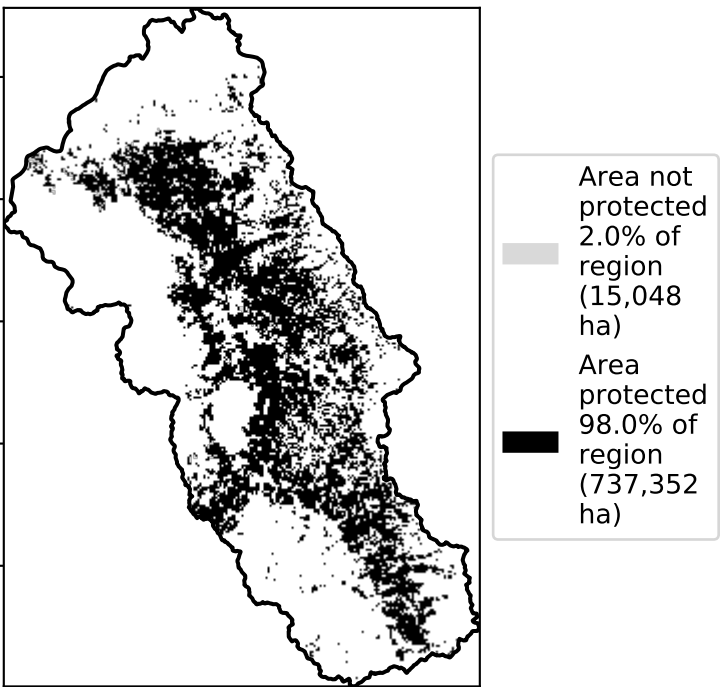 Area not
protected
2.0% of
region
(15,048
ha)
Area
protected
98.0% of
region
(737,352
ha)